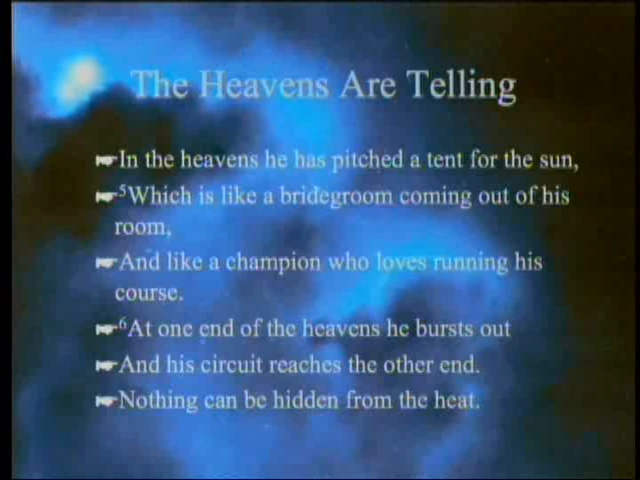 The Heavens Are Telling
☛In the heavens he has pitched a tent for the sun,
☛⁵Which is like a bridegroom coming out of his
room,
☛And like a champion who loves running his
course.
☛⁶At one end of the heavens he bursts out
☛And his circuit reaches the other end.
☛Nothing can be hidden from the heat.